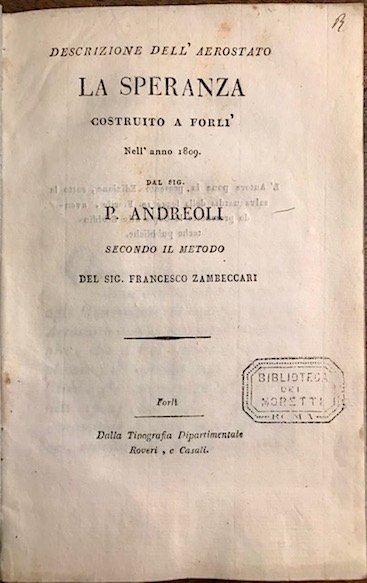 R
DESCRIZIONE DELL' AEROSTATO
LA SPERANZA
COSTRUITO A FORLI'
Nell' anno 1809.
DAL SIG.
P. ANDREOLI
SECONDO IL METODO
DEL SIG. FRANCESCO ZAMBECCARI
Forlì
Dalla Tipografia Dipartimentale
Roveri, e Casali.
BIBLIOTECA
DEI
MORETTI
ROMA